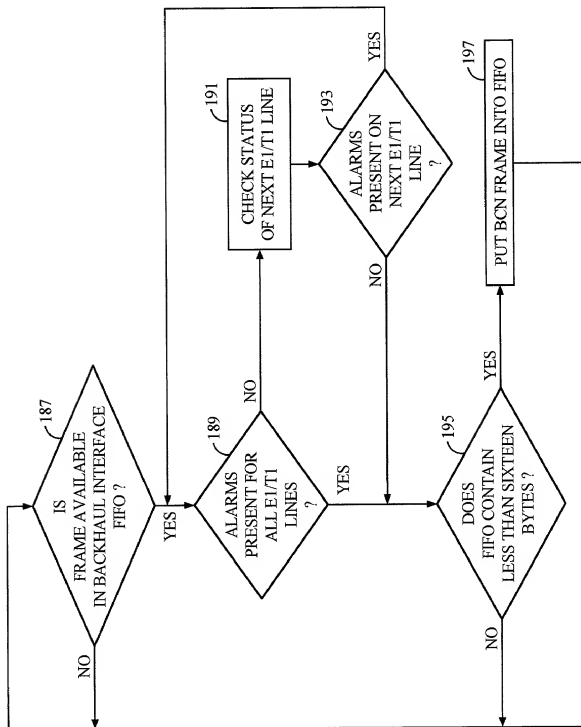 187
IS
FRAME AVAILABLE
IN BACKHAUL INTERFACE
FIFO ?
NO
YES
189
ALARMS
PRESENT FOR
ALL E1/T1
LINES
?
NO
YES
191
CHECK STATUS
OF NEXT E1/T1 LINE
193
ALARMS
PRESENT ON
NEXT E1/T1
LINE
?
YES
NO
195
DOES
FIFO CONTAIN
LESS THAN SIXTEEN
BYTES ?
NO
YES
197
PUT BCN FRAME INTO FIFO